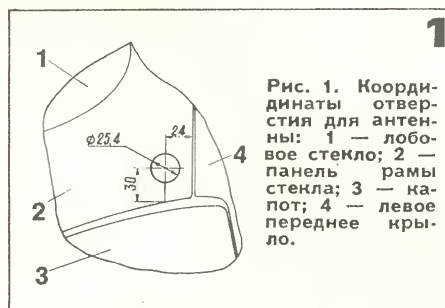 1
1
2
3
4
ø25,4
24
30
Рис. 1. Коорди-
динаты отвер-
стия для антен-
ны: 1 — лобо-
вое стекло; 2 —
панель рамы
стекла; 3 — ка-
пот; 4 — левое
переднее кры-
ло.